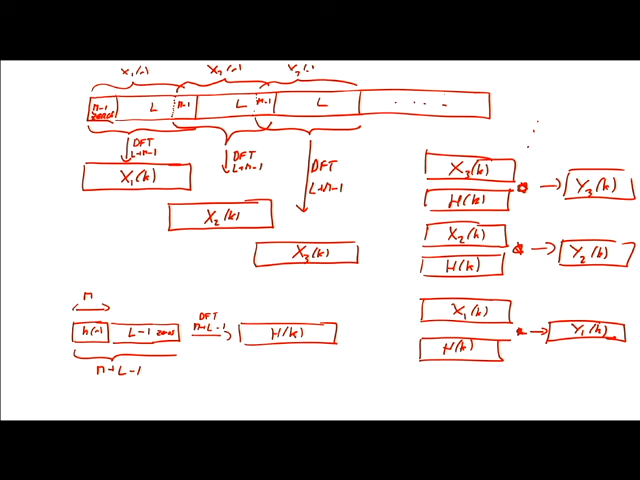 X₁(n) X₂(n) X₃(n)
M-1 zeros L M-1 L M-1 L . . . .
DFT L+M-1
DFT L+M-1
DFT L+M-1
X₁(k)
X₂(k)
X₃(k)
M
h(n) L-1 zeros
M+L-1
DFT M+L-1
H(k)
X₃(k)
H(k)
* → Y₃(k)
X₂(k)
H(k)
* → Y₂(k)
X₁(k)
H(k)
* → Y₁(k)